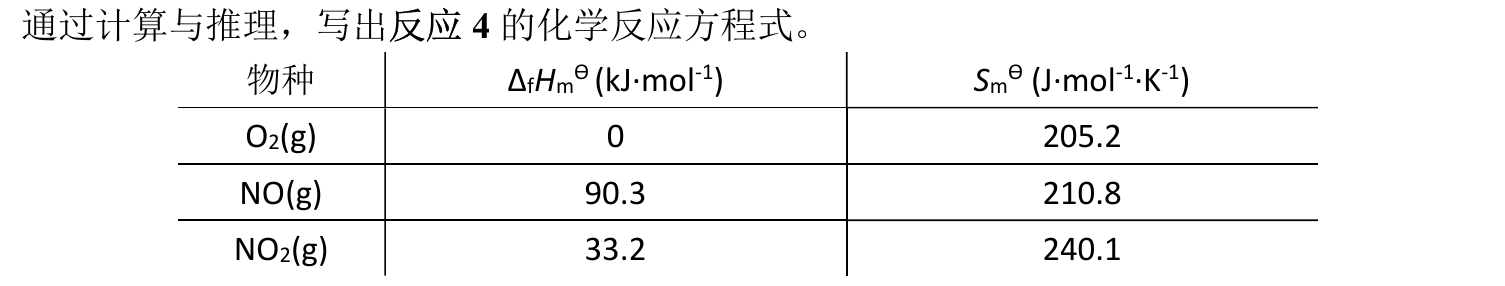 通过计算与推理，写出反应 4 的化学反应方程式。
物种 ΔfHmӨ (kJ·mol-1) SmӨ (J·mol-1·K-1)
O2(g) 0 205.2
NO(g) 90.3 210.8
NO2(g) 33.2 240.1